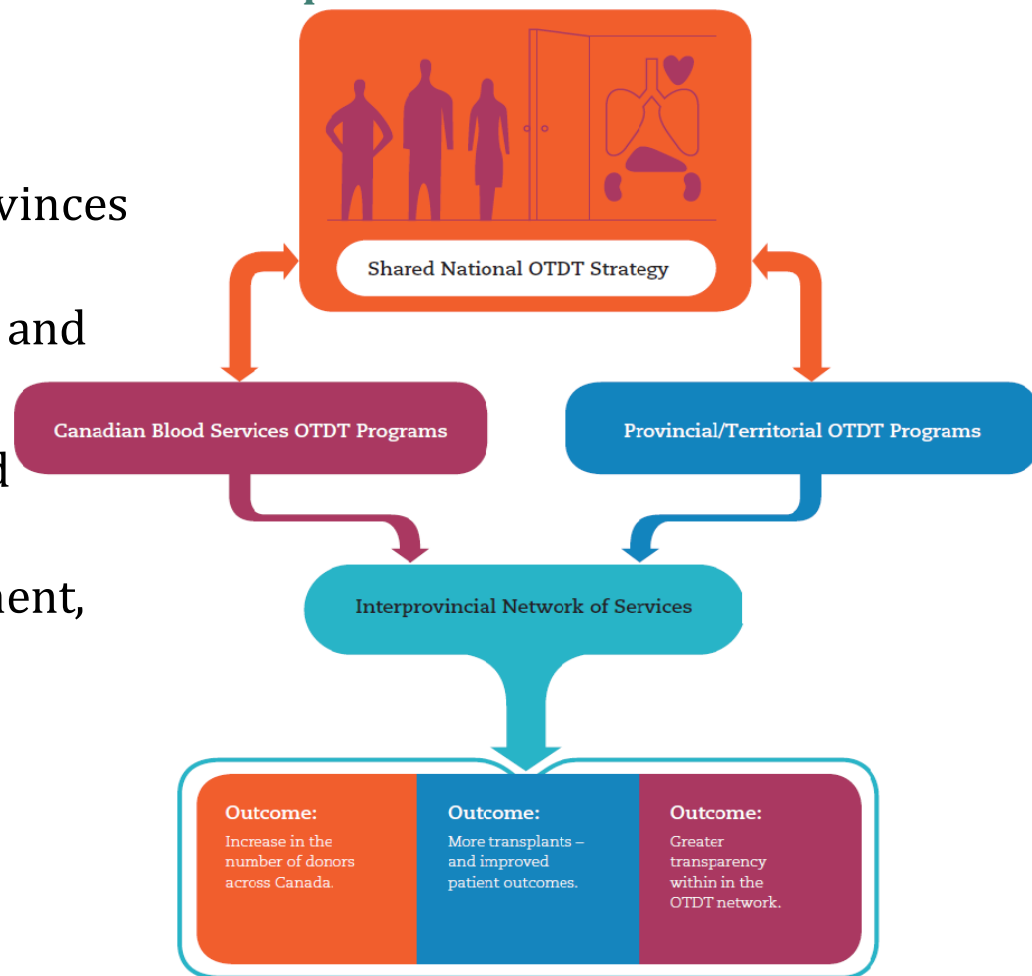 vinces
and
ment,
Shared National OTDT Strategy
Canadian Blood Services OTDT Programs
Provincial/Territorial OTDT Programs
Interprovincial Network of Services
Outcome:
Increase in the
number of donors
across Canada.
Outcome:
More transplants –
and improved
patient outcomes.
Outcome:
Greater
transparency
within in the
OTDT network.